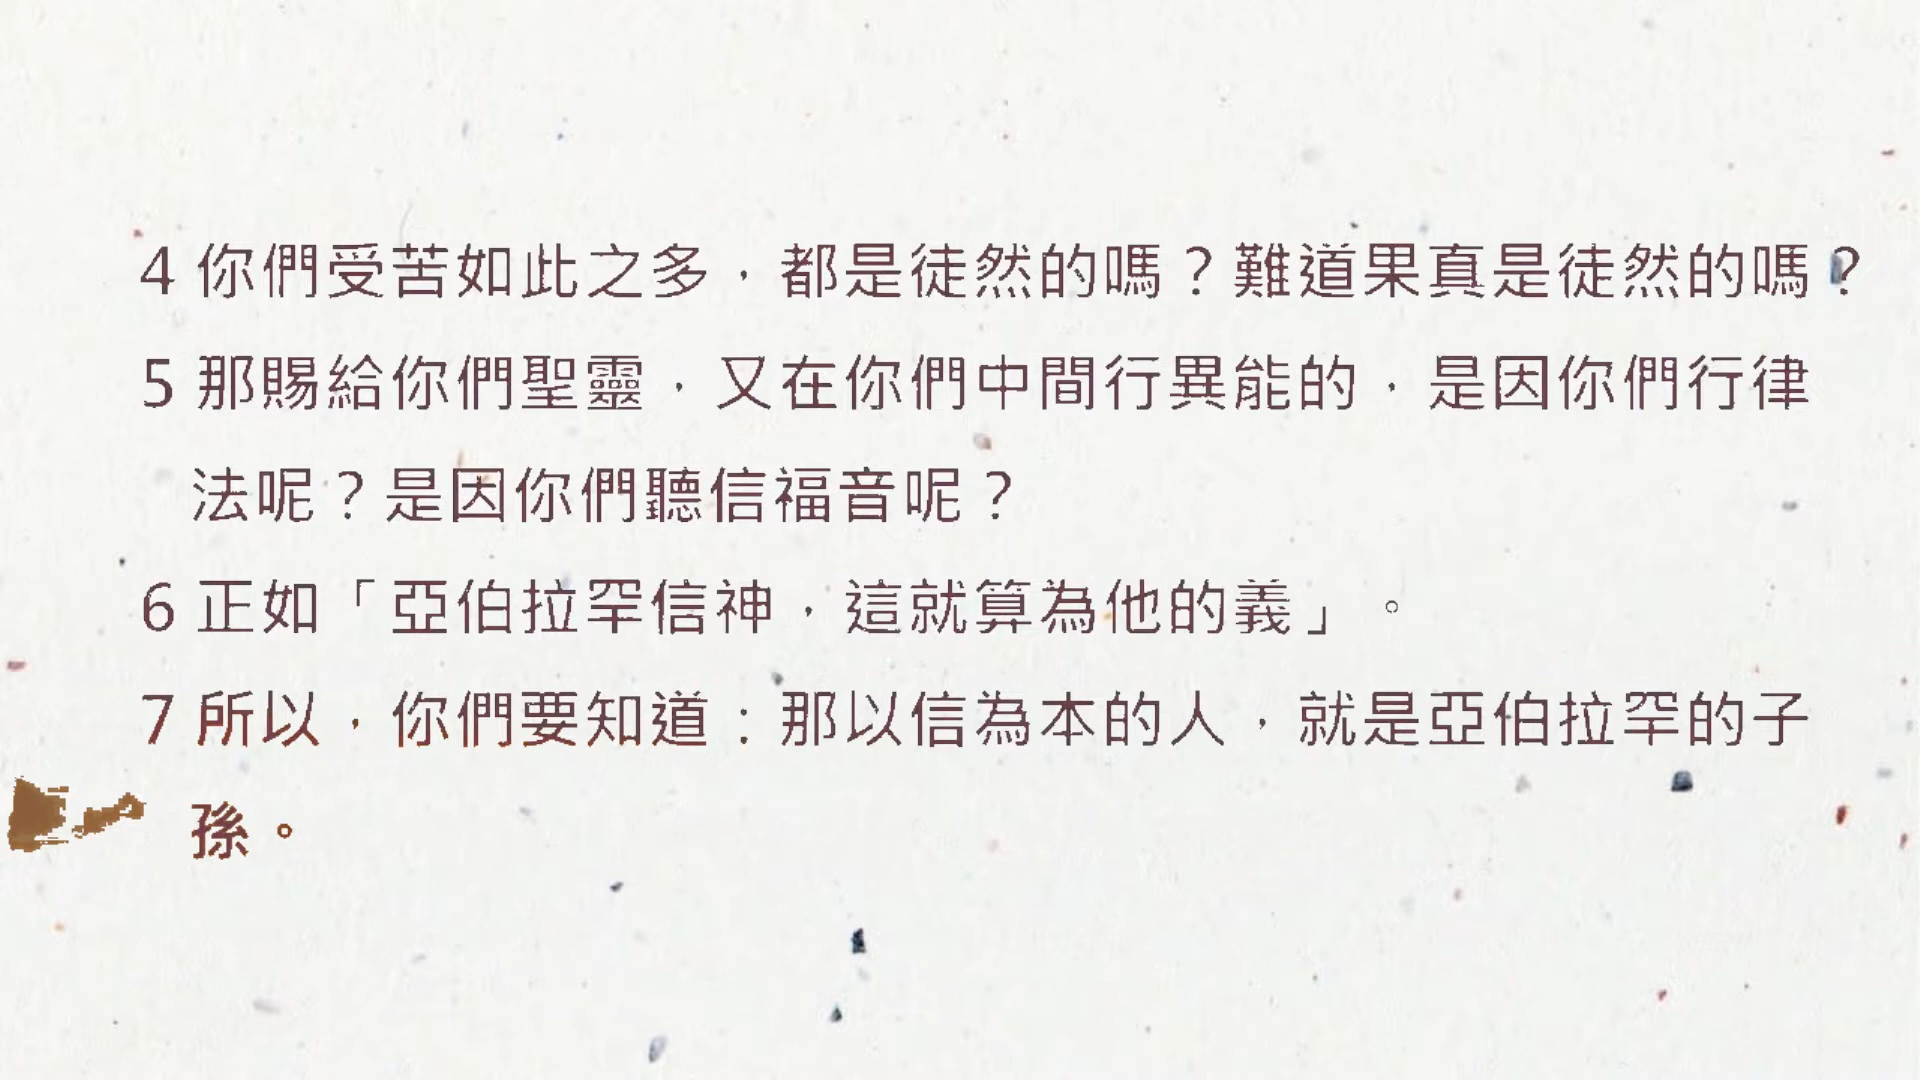 4 你們受苦如此之多，都是徒然的嗎？難道果真是徒然的嗎？
5 那賜給你們聖靈，又在你們中間行異能的，是因你們行律
法呢？是因你們聽信福音呢？
6 正如「亞伯拉罕信神，這就算為他的義」。
7 所以，你們要知道：那以信為本的人，就是亞伯拉罕的子
孫。